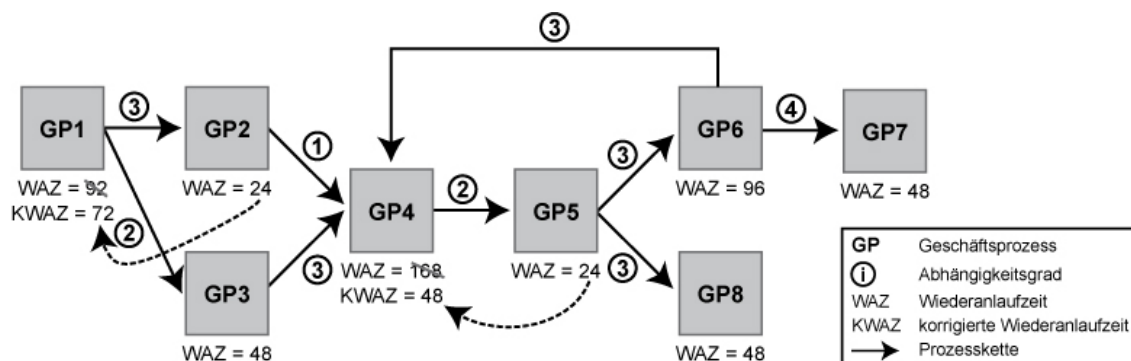 ③
GP1
③
GP2
①
WAZ = 92
KWAZ = 72
WAZ = 24
②
GP3
WAZ = 48
③
GP4
WAZ = 168
KWAZ = 48
②
GP5
WAZ = 24
③
GP6
WAZ = 96
④
GP7
WAZ = 48
③
GP8
WAZ = 48
GP Geschäftsprozess
ⓘ Abhängigkeitsgrad
WAZ Wiederanlaufzeit
KWAZ korrigierte Wiederanlaufzeit
Prozesskette